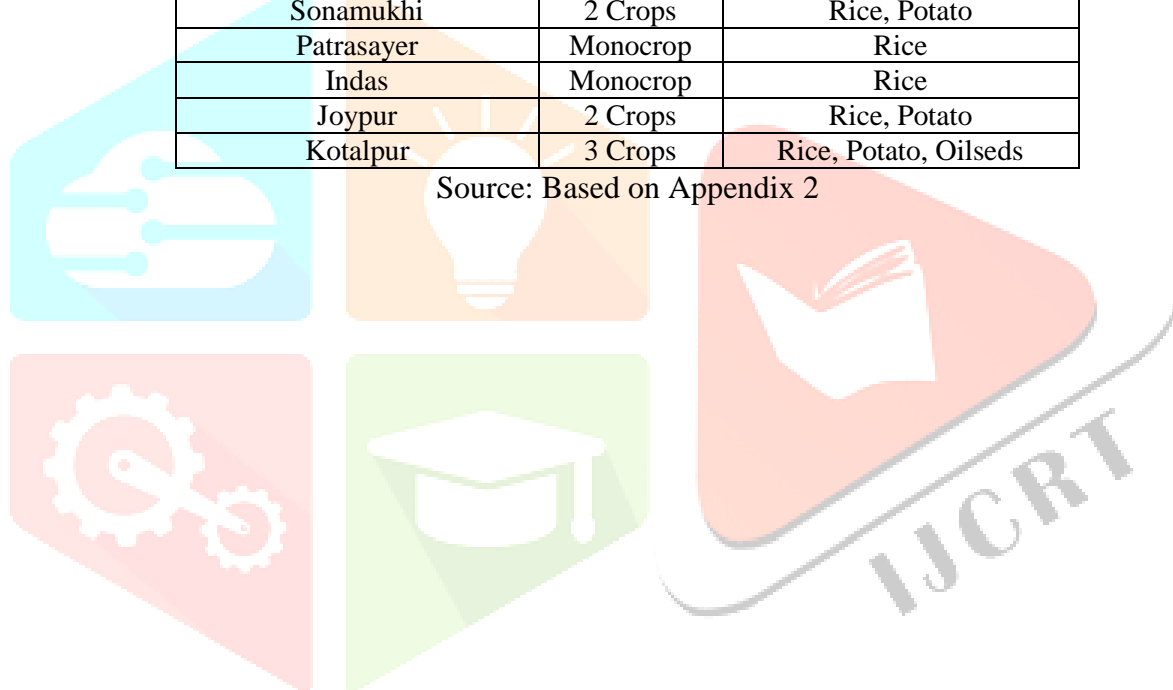 Sonamukhi 2 Crops Rice, Potato
Patrasayer Monocrop Rice
Indas Monocrop Rice
Joypur 2 Crops Rice, Potato
Kotalpur 3 Crops Rice, Potato, Oilseds
Source: Based on Appendix 2
IJCRT